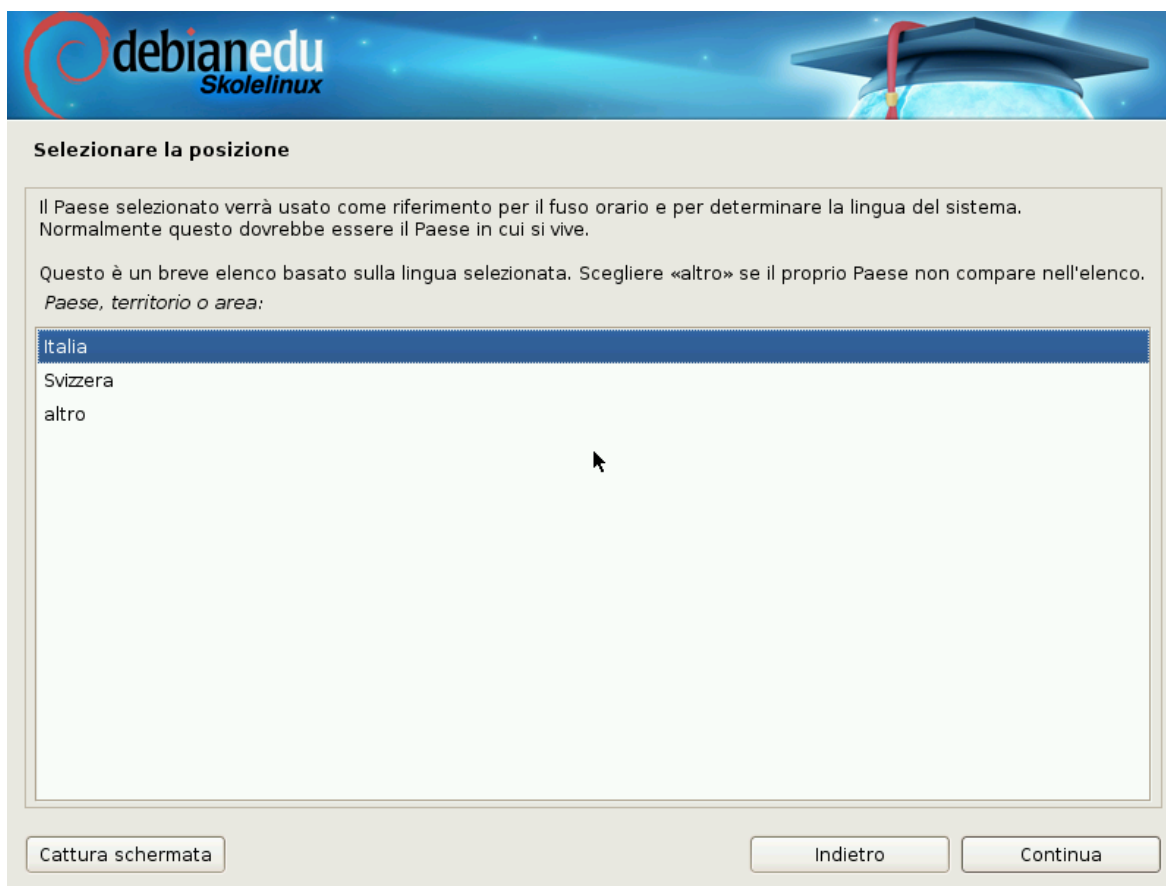 debianedu
Skolelinux
Selezionare la posizione
Il Paese selezionato verrà usato come riferimento per il fuso orario e per determinare la lingua del sistema.
Normalmente questo dovrebbe essere il Paese in cui si vive.
Questo è un breve elenco basato sulla lingua selezionata. Scegliere «altro» se il proprio Paese non compare nell'elenco.
Paese, territorio o area:
Italia
Svizzera
altro
Cattura schermata
Indietro
Continua